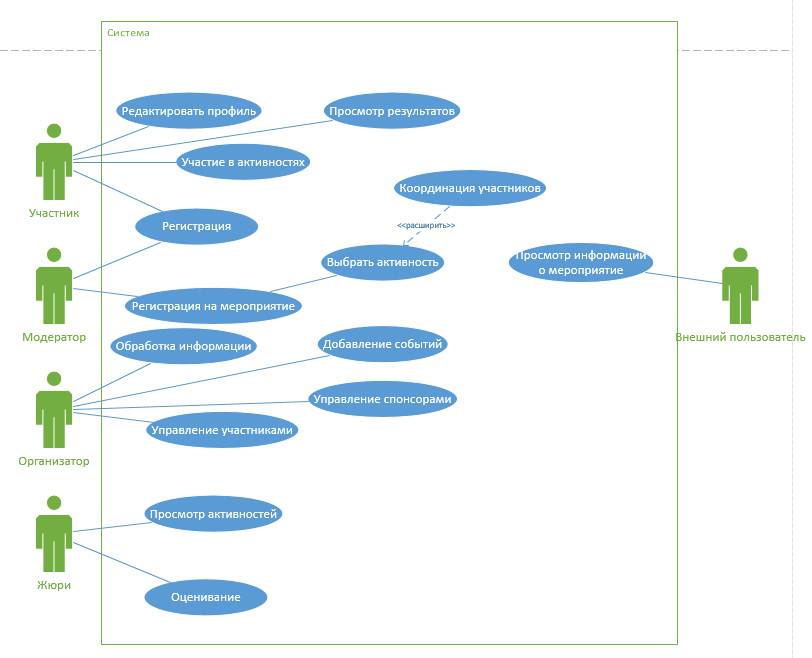 Система
Редактировать профиль
Просмотр результатов
Участие в активностях
Координация участников
Участник
Регистрация
<<расширить>>
Выбрать активность
Просмотр информации
о мероприятие
Регистрация на мероприятие
Модератор
Внешний пользователь
Обработка информации
Добавление событий
Управление спонсорами
Управление участниками
Организатор
Просмотр активностей
Жюри
Оценивание